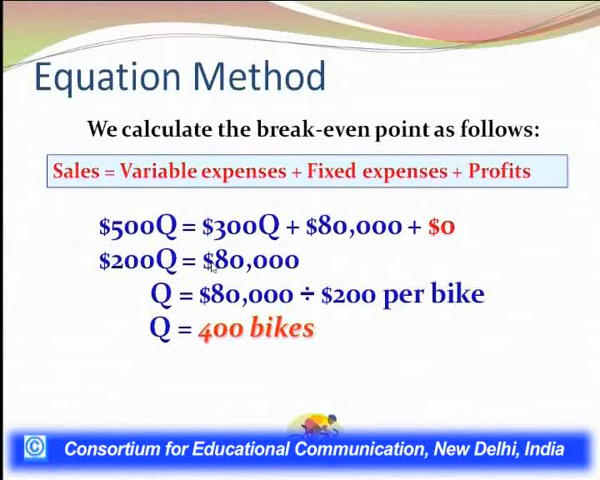 Equation Method
We calculate the break-even point as follows:
Sales = Variable expenses + Fixed expenses + Profits
$500Q = $300Q + $80,000 + $0
$200Q = $80,000
Q = $80,000 ÷ $200 per bike
Q = 400 bikes
© Consortium for Educational Communication, New Delhi, India